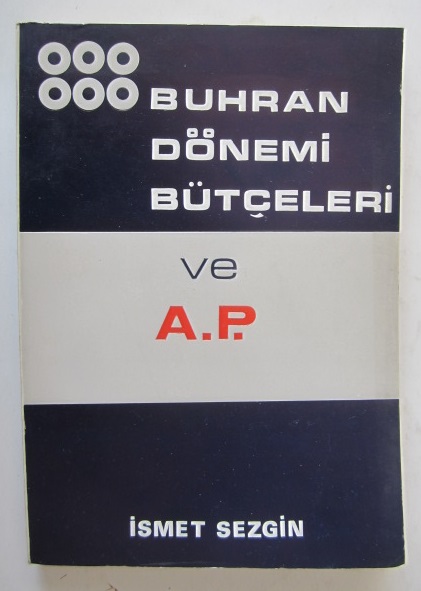 BUHRAN
DÖNEMİ
BÜTÇELERİ
ve
A.P.
İSMET SEZGİN